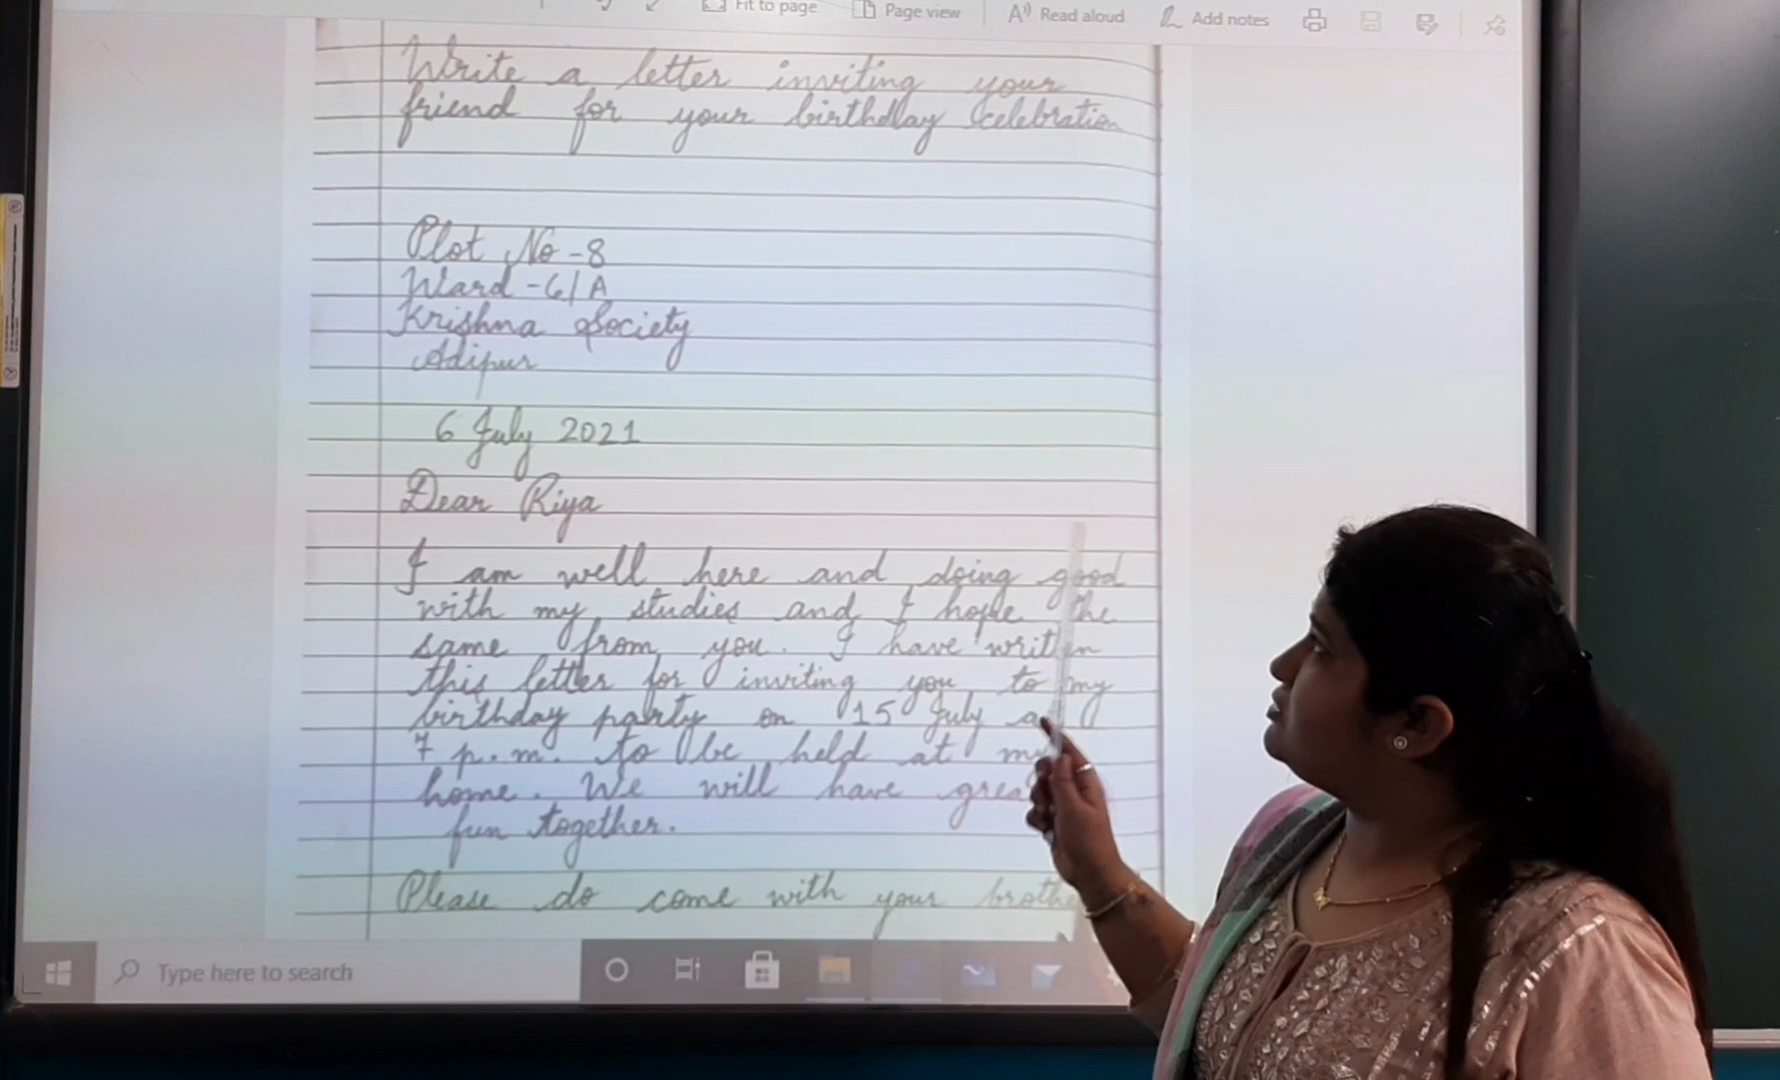 Fit to page Page view Read aloud Add notes
Write a letter inviting your
friend for your birthday celebration
Plot No -8
Ward -6/A
Krishna Society
Adipur
6 July 2021
Dear Riya
I am well here and doing good
with my studies and I hope the
same from you. I have written
this letter for inviting you to my
birthday party on 15 July
7 p.m. to be held at
home. We will have
fun together.
Please do come with your
Type here to search